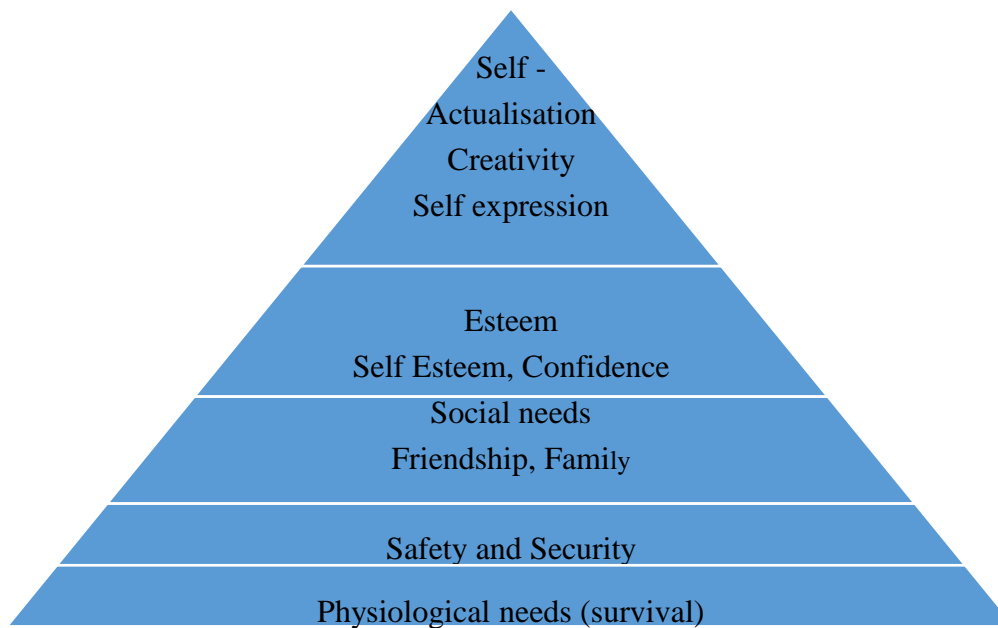 Self -
Actualisation
Creativity
Self expression
Esteem
Self Esteem, Confidence
Social needs
Friendship, Family
Safety and Security
Physiological needs (survival)